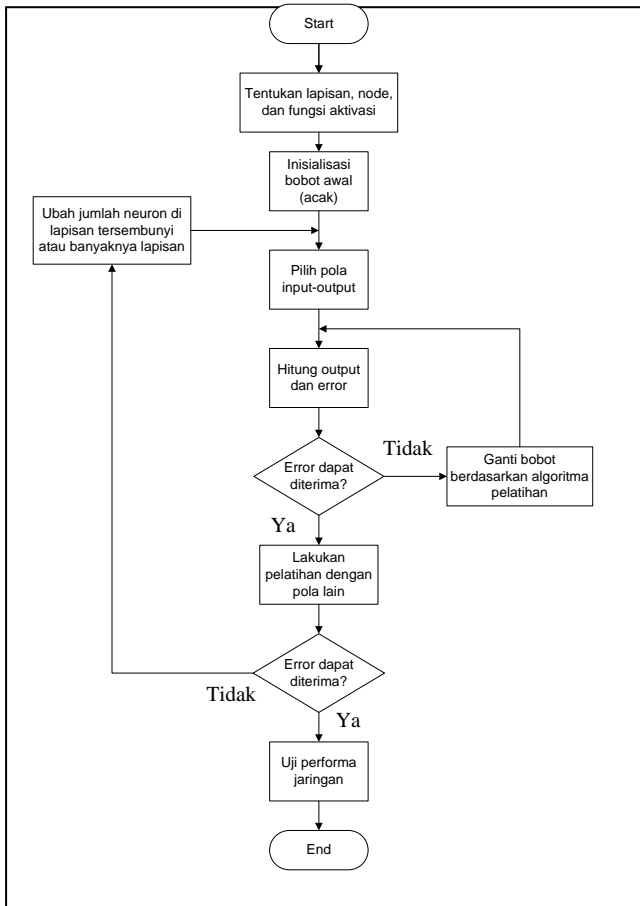 Start
Tentukan lapisan, node,
dan fungsi aktivasi
Inisialisasi
bobot awal
(acak)
Ubah jumlah neuron di
lapisan tersembunyi
atau banyaknya lapisan
Pilih pola
input-output
Hitung output
dan error
Error dapat
diterima?
Tidak
Ganti bobot
berdasarkan algoritma
pelatihan
Ya
Lakukan
pelatihan dengan
pola lain
Error dapat
diterima?
Tidak
Ya
Uji performa
jaringan
End